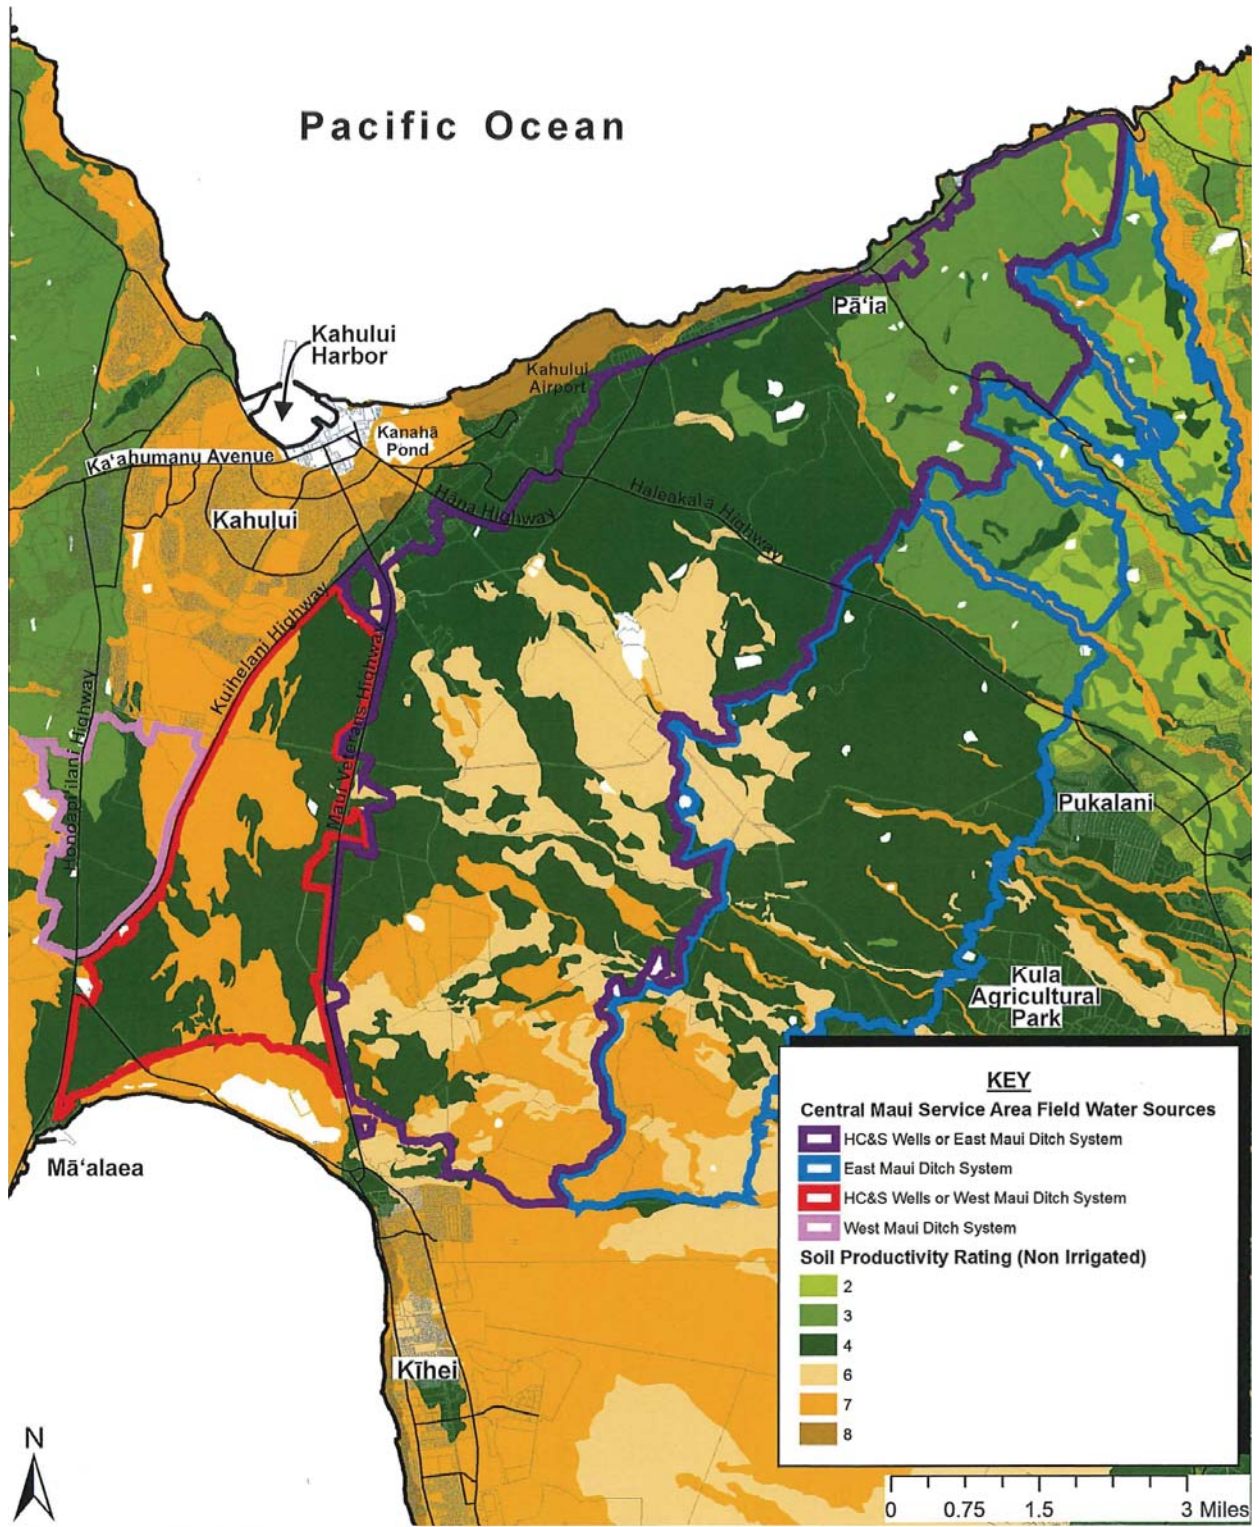 Pacific Ocean
Kahului
Harbor
Pā‘ia
Kahului
Airport
Kanahā
Pond
Ka‘ahumanu Avenue
Hāna Highway
Haleakalā Highway
Kahului
Kuihelani Highway
Maui Veterans Highway
Honoapi‘ilani Highway
Pukalani
Kula
Agricultural
Park
Mā‘alaea
Kīhei
KEY
Central Maui Service Area Field Water Sources
HC&S Wells or East Maui Ditch System
East Maui Ditch System
HC&S Wells or West Maui Ditch System
West Maui Ditch System
Soil Productivity Rating (Non Irrigated)
2
3
4
6
7
8
N
0 0.75 1.5 3 Miles